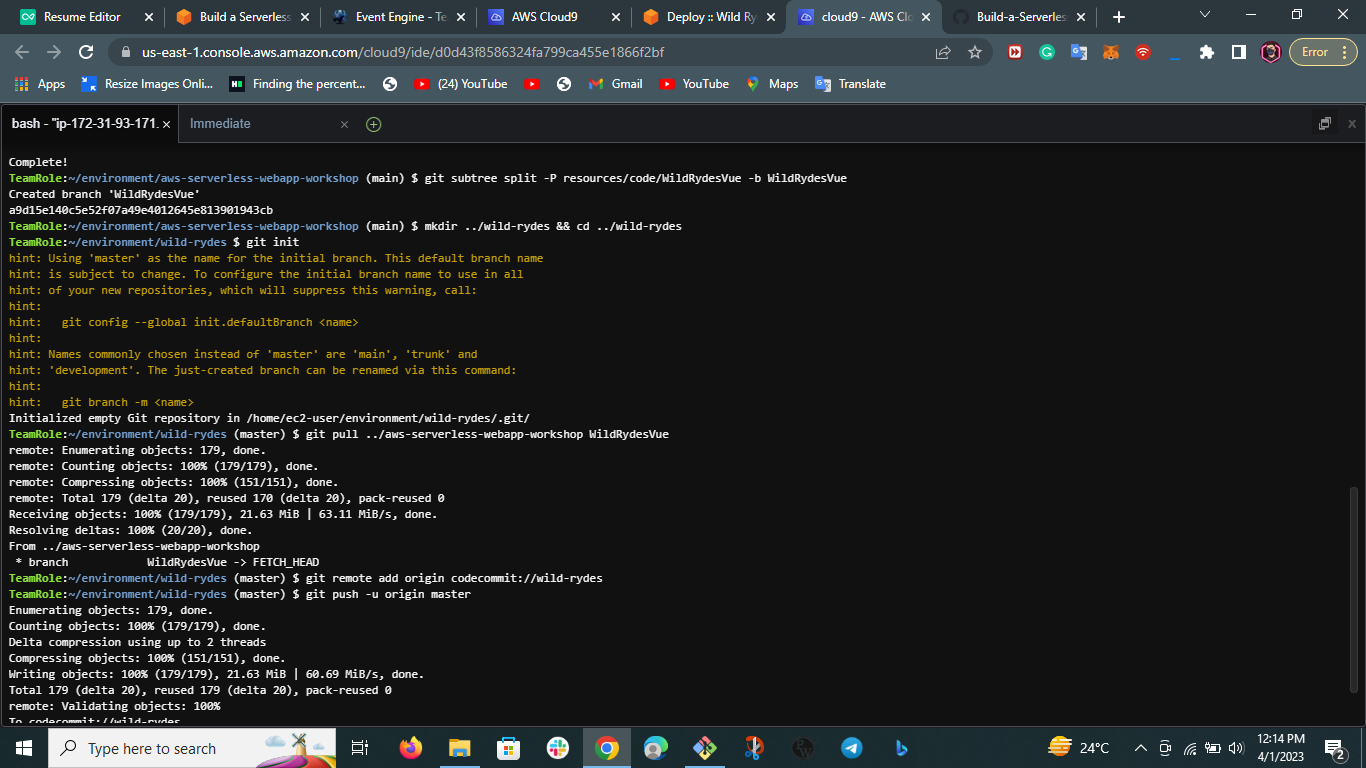 Resume Editor
Build a Serverless
Event Engine - Te
AWS Cloud9
Deploy :: Wild Ry
cloud9 - AWS Clo
Build-a-Serverles
us-east-1.console.aws.amazon.com/cloud9/ide/d0d43f8586324fa799ca455e1866f2bf
Error
Apps
Resize Images Onli...
Finding the percent...
(24) YouTube
Gmail
YouTube
Maps
Translate
bash - "ip-172-31-93-171.
Immediate
Complete!
TeamRole:~/environment/aws-serverless-webapp-workshop (main) $ git subtree split -P resources/code/WildRydesVue -b WildRydesVue
Created branch 'WildRydesVue'
a9d15e140c5e52f07a49e4012645e813901943cb
TeamRole:~/environment/aws-serverless-webapp-workshop (main) $ mkdir ../wild-rydes && cd ../wild-rydes
TeamRole:~/environment/wild-rydes $ git init
hint: Using 'master' as the name for the initial branch. This default branch name
hint: is subject to change. To configure the initial branch name to use in all
hint: of your new repositories, which will suppress this warning, call:
hint:
hint:   git config --global init.defaultBranch <name>
hint:
hint: Names commonly chosen instead of 'master' are 'main', 'trunk' and
hint: 'development'. The just-created branch can be renamed via this command:
hint:
hint:   git branch -m <name>
Initialized empty Git repository in /home/ec2-user/environment/wild-rydes/.git/
TeamRole:~/environment/wild-rydes (master) $ git pull ../aws-serverless-webapp-workshop WildRydesVue
remote: Enumerating objects: 179, done.
remote: Counting objects: 100% (179/179), done.
remote: Compressing objects: 100% (151/151), done.
remote: Total 179 (delta 20), reused 170 (delta 20), pack-reused 0
Receiving objects: 100% (179/179), 21.63 MiB | 63.11 MiB/s, done.
Resolving deltas: 100% (20/20), done.
From ../aws-serverless-webapp-workshop
 * branch            WildRydesVue -> FETCH_HEAD
TeamRole:~/environment/wild-rydes (master) $ git remote add origin codecommit://wild-rydes
TeamRole:~/environment/wild-rydes (master) $ git push -u origin master
Enumerating objects: 179, done.
Counting objects: 100% (179/179), done.
Delta compression using up to 2 threads
Compressing objects: 100% (151/151), done.
Writing objects: 100% (179/179), 21.63 MiB | 60.69 MiB/s, done.
Total 179 (delta 20), reused 179 (delta 20), pack-reused 0
remote: Validating objects: 100%
To codecommit://wild-rydes
Type here to search
24°C
12:14 PM
4/1/2023
2